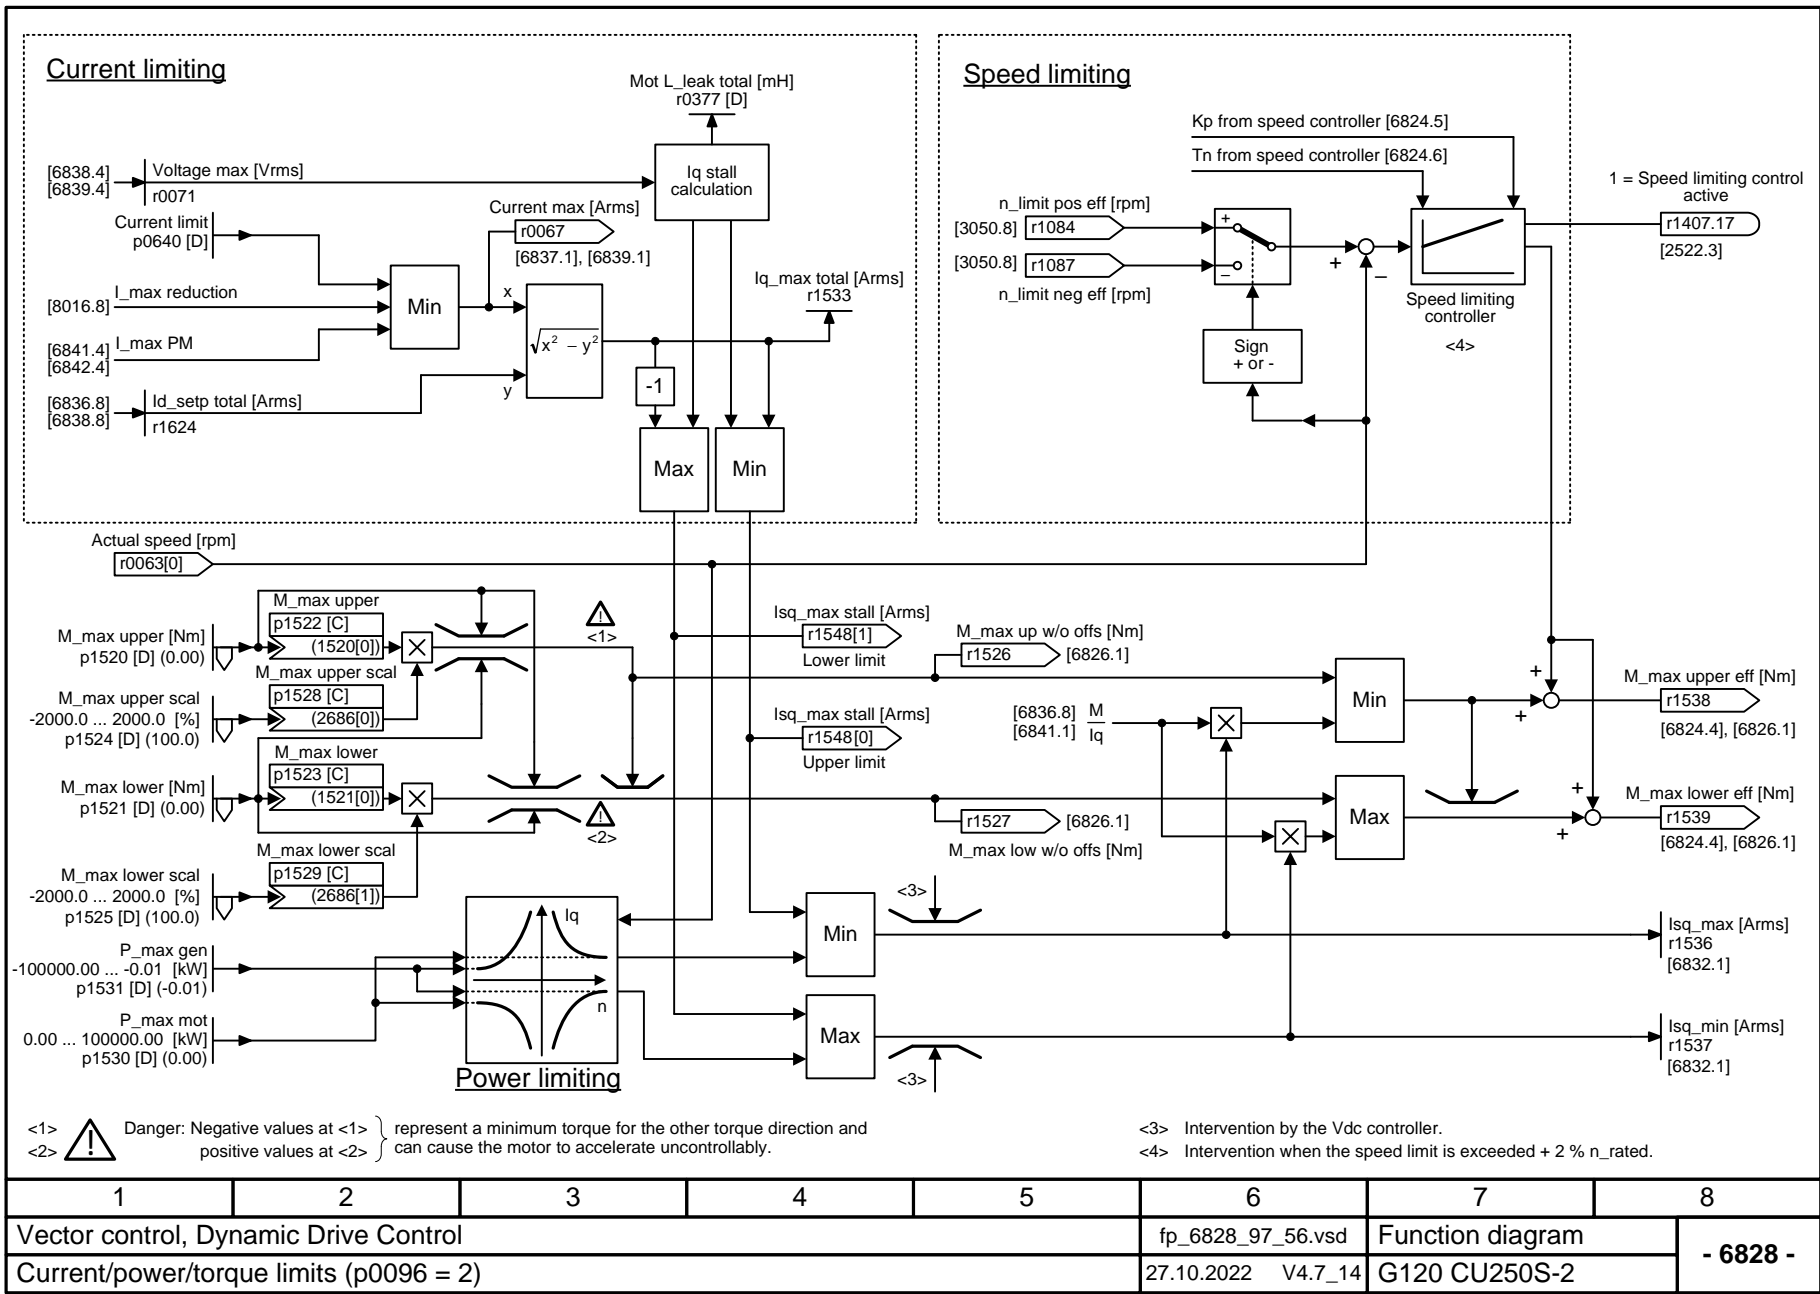 Current limiting
Mot L_leak total [mH]
r0377 [D]
Iq stall
calculation
[6838.4]
[6839.4]
Voltage max [Vrms]
r0071
Current limit
p0640 [D]
Current max [Arms]
r0067
[6837.1], [6839.1]
Iq_max total [Arms]
r1533
[8016.8]
I_max reduction
Min
x
√x² – y²
y
[6841.4]
[6842.4]
I_max PM
-1
[6836.8]
[6838.8]
Id_setp total [Arms]
r1624
Max
Min
Speed limiting
Kp from speed controller [6824.5]
Tn from speed controller [6824.6]
1 = Speed limiting control
active
r1407.17
[2522.3]
n_limit pos eff [rpm]
[3050.8]
r1084
[3050.8]
r1087
n_limit neg eff [rpm]
+
–
+
–
Speed limiting
controller
<4>
Sign
+ or -
Actual speed [rpm]
r0063[0]
M_max upper
p1522 [C]
(1520[0])
M_max upper [Nm]
p1520 [D] (0.00)
M_max upper scal
p1528 [C]
(2686[0])
M_max upper scal
-2000.0 ... 2000.0 [%]
p1524 [D] (100.0)
M_max lower
p1523 [C]
(1521[0])
M_max lower [Nm]
p1521 [D] (0.00)
M_max lower scal
p1529 [C]
(2686[1])
M_max lower scal
-2000.0 ... 2000.0 [%]
p1525 [D] (100.0)
!
<1>
!
<2>
Isq_max stall [Arms]
r1548[1]
Lower limit
Isq_max stall [Arms]
r1548[0]
Upper limit
M_max up w/o offs [Nm]
r1526
[6826.1]
[6836.8]
[6841.1]
M
Iq
r1527
[6826.1]
M_max low w/o offs [Nm]
Min
Max
+
+
+
+
M_max upper eff [Nm]
r1538
[6824.4], [6826.1]
M_max lower eff [Nm]
r1539
[6824.4], [6826.1]
P_max gen
-100000.00 ... -0.01 [kW]
p1531 [D] (-0.01)
P_max mot
0.00 ... 100000.00 [kW]
p1530 [D] (0.00)
Iq
n
Power limiting
Min
Max
<3>
<3>
Isq_max [Arms]
r1536
[6832.1]
Isq_min [Arms]
r1537
[6832.1]
<1>
<2>
!
Danger: Negative values at <1>
positive values at <2>
represent a minimum torque for the other torque direction and
can cause the motor to accelerate uncontrollably.
<3> Intervention by the Vdc controller.
<4> Intervention when the speed limit is exceeded + 2 % n_rated.
1 2 3 4 5 6 7 8
Vector control, Dynamic Drive Control
fp_6828_97_56.vsd
Function diagram
- 6828 -
Current/power/torque limits (p0096 = 2)
27.10.2022 V4.7_14
G120 CU250S-2